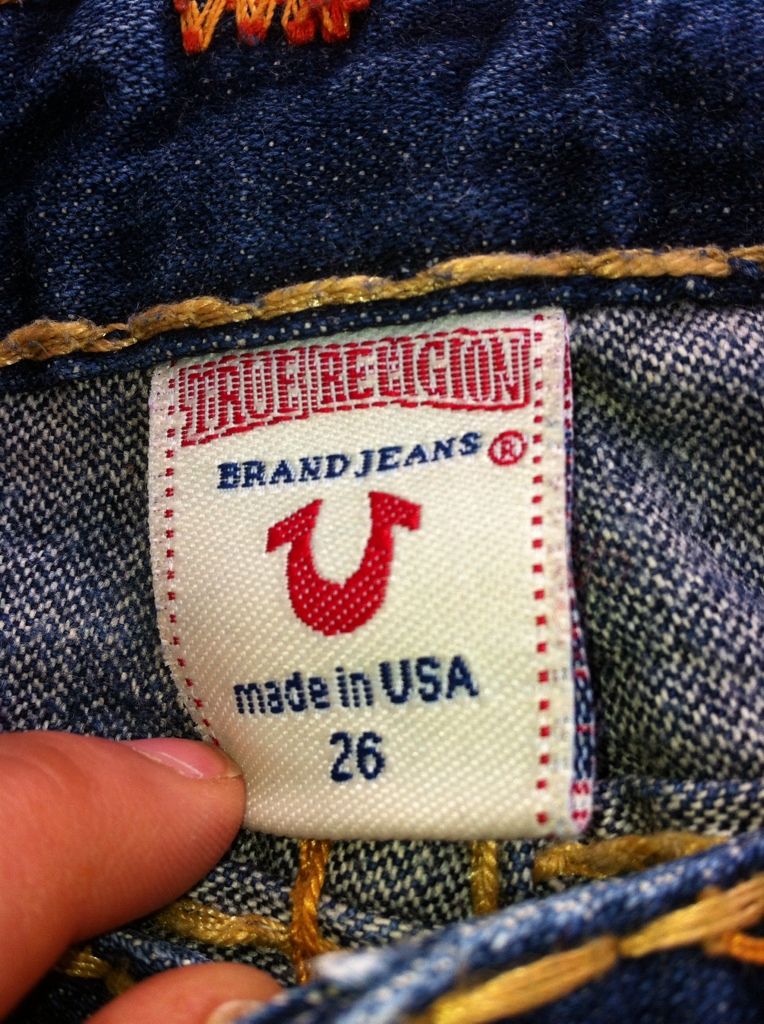 TRUE RELIGION
BRAND JEANS ®
made in USA
26